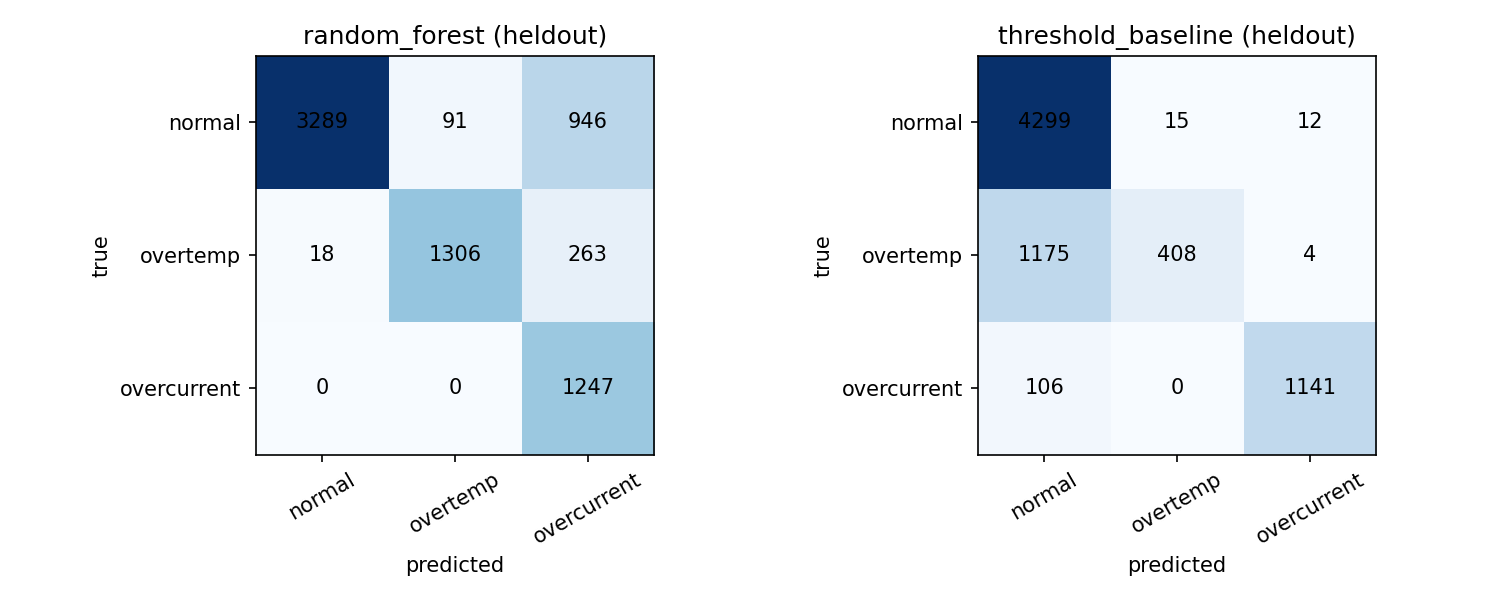 random_forest (heldout)
true
normal 3289 91 946
overtemp 18 1306 263
overcurrent 0 0 1247
normal overtemp overcurrent
predicted
threshold_baseline (heldout)
true
normal 4299 15 12
overtemp 1175 408 4
overcurrent 106 0 1141
normal overtemp overcurrent
predicted